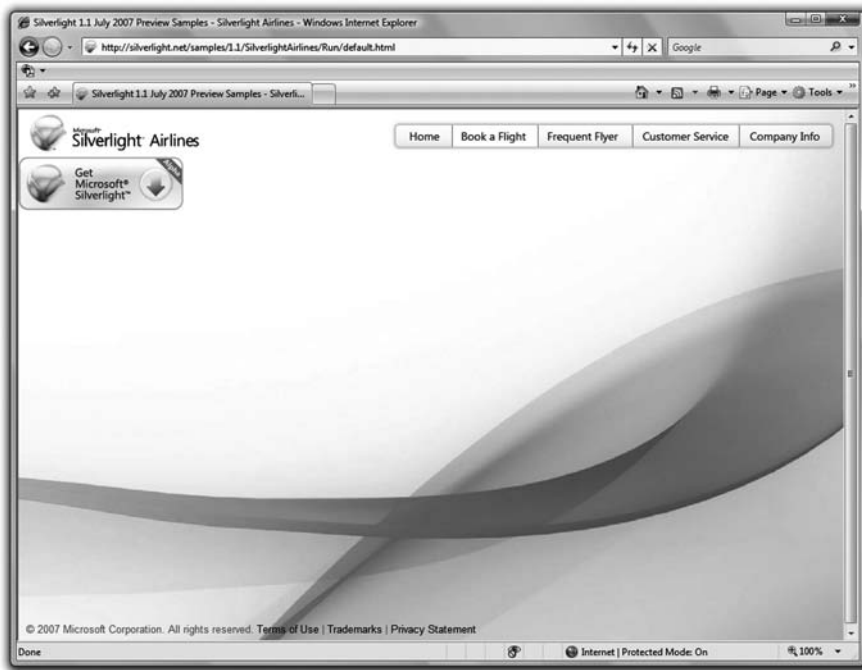 Silverlight 1.1 July 2007 Preview Samples - Silverlight Airlines - Windows Internet Explorer
http://silverlight.net/samples/1.1/SilverlightAirlines/Run/default.html
Google
Silverlight 1.1 July 2007 Preview Samples - Silverli...
Page
Tools
Microsoft
Silverlight™ Airlines
Home
Book a Flight
Frequent Flyer
Customer Service
Company Info
Get
Microsoft®
Silverlight™
Alpha
© 2007 Microsoft Corporation. All rights reserved. Terms of Use | Trademarks | Privacy Statement
Done
Internet | Protected Mode: On
100%